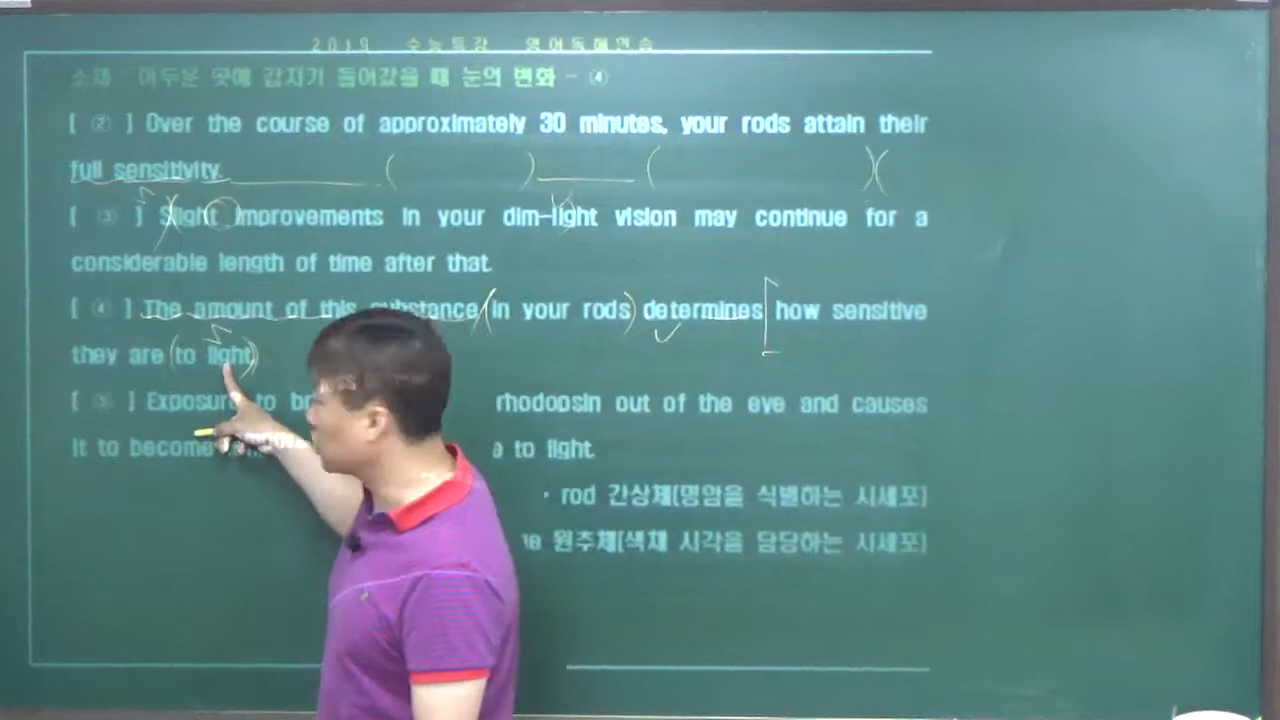 2019 수능특강 영어독해연습
소재 어두운 곳에 갑자기 들어갔을 때 눈의 변화 - ④
[ ② ] Over the course of approximately 30 minutes, your rods attain their
full sensitivity.
[ ③ ] Slight improvements in your dim-light vision may continue for a
considerable length of time after that.
[ ④ ] The amount of this substance in your rods determines how sensitive
they are to light
[ ⑤ ] Exposure to rhodopsin out of the eye and causes
it to become to light.
· rod 간상체(명암을 식별하는 시세포)
원추체(색채 시각을 담당하는 시세포)